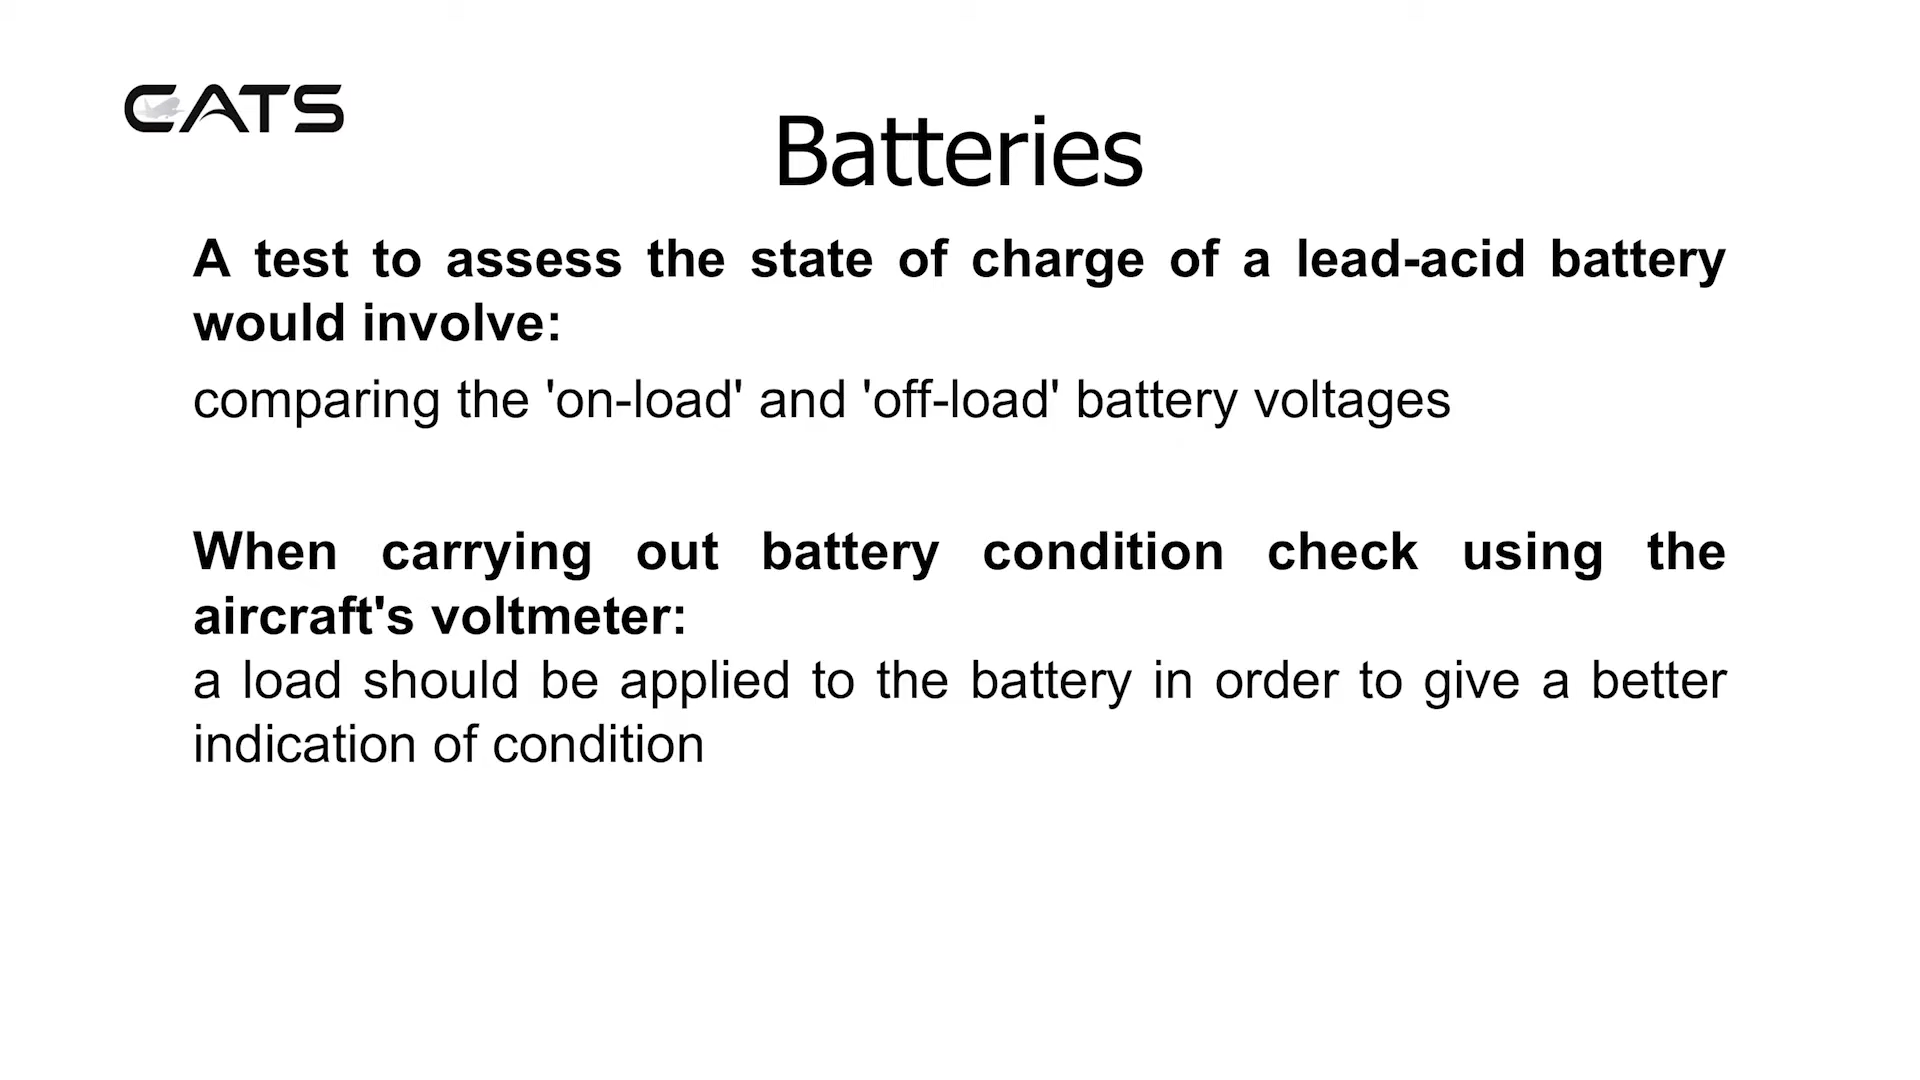 CATS
Batteries
A test to assess the state of charge of a lead-acid battery
would involve:
comparing the 'on-load' and 'off-load' battery voltages
When carrying out battery condition check using the
aircraft's voltmeter:
a load should be applied to the battery in order to give a better
indication of condition